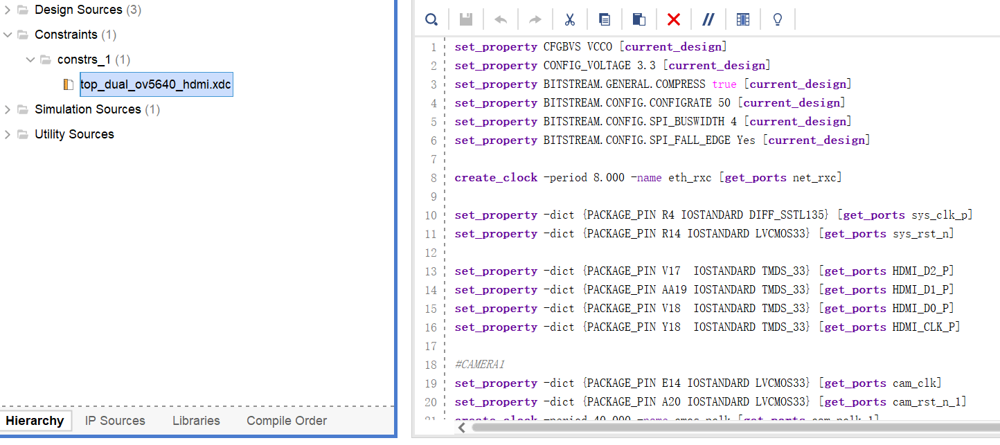 Design Sources (3)
Constraints (1)
constrs_1 (1)
top_dual_ov5640_hdmi.xdc
Simulation Sources (1)
Utility Sources
Hierarchy
IP Sources
Libraries
Compile Order
1 set_property CFGBVS VCCO [current_design]
2 set_property CONFIG_VOLTAGE 3.3 [current_design]
3 set_property BITSTREAM.GENERAL.COMPRESS true [current_design]
4 set_property BITSTREAM.CONFIG.CONFIGRATE 50 [current_design]
5 set_property BITSTREAM.CONFIG.SPI_BUSWIDTH 4 [current_design]
6 set_property BITSTREAM.CONFIG.SPI_FALL_EDGE Yes [current_design]
7
8 create_clock -period 8.000 -name eth_rxc [get_ports net_rxc]
9
10 set_property -dict {PACKAGE_PIN R4 IOSTANDARD DIFF_SSTL135} [get_ports sys_clk_p]
11 set_property -dict {PACKAGE_PIN R14 IOSTANDARD LVCMOS33} [get_ports sys_rst_n]
12
13 set_property -dict {PACKAGE_PIN V17  IOSTANDARD TMDS_33} [get_ports HDMI_D2_P]
14 set_property -dict {PACKAGE_PIN AA19 IOSTANDARD TMDS_33} [get_ports HDMI_D1_P]
15 set_property -dict {PACKAGE_PIN V18  IOSTANDARD TMDS_33} [get_ports HDMI_D0_P]
16 set_property -dict {PACKAGE_PIN Y18  IOSTANDARD TMDS_33} [get_ports HDMI_CLK_P]
17
18 #CAMERA1
19 set_property -dict {PACKAGE_PIN E14 IOSTANDARD LVCMOS33} [get_ports cam_clk]
20 set_property -dict {PACKAGE_PIN A20 IOSTANDARD LVCMOS33} [get_ports cam_rst_n_1]
21 create_clock -period 40.000 -name cmos_pclk [get_ports cam_pclk_1]